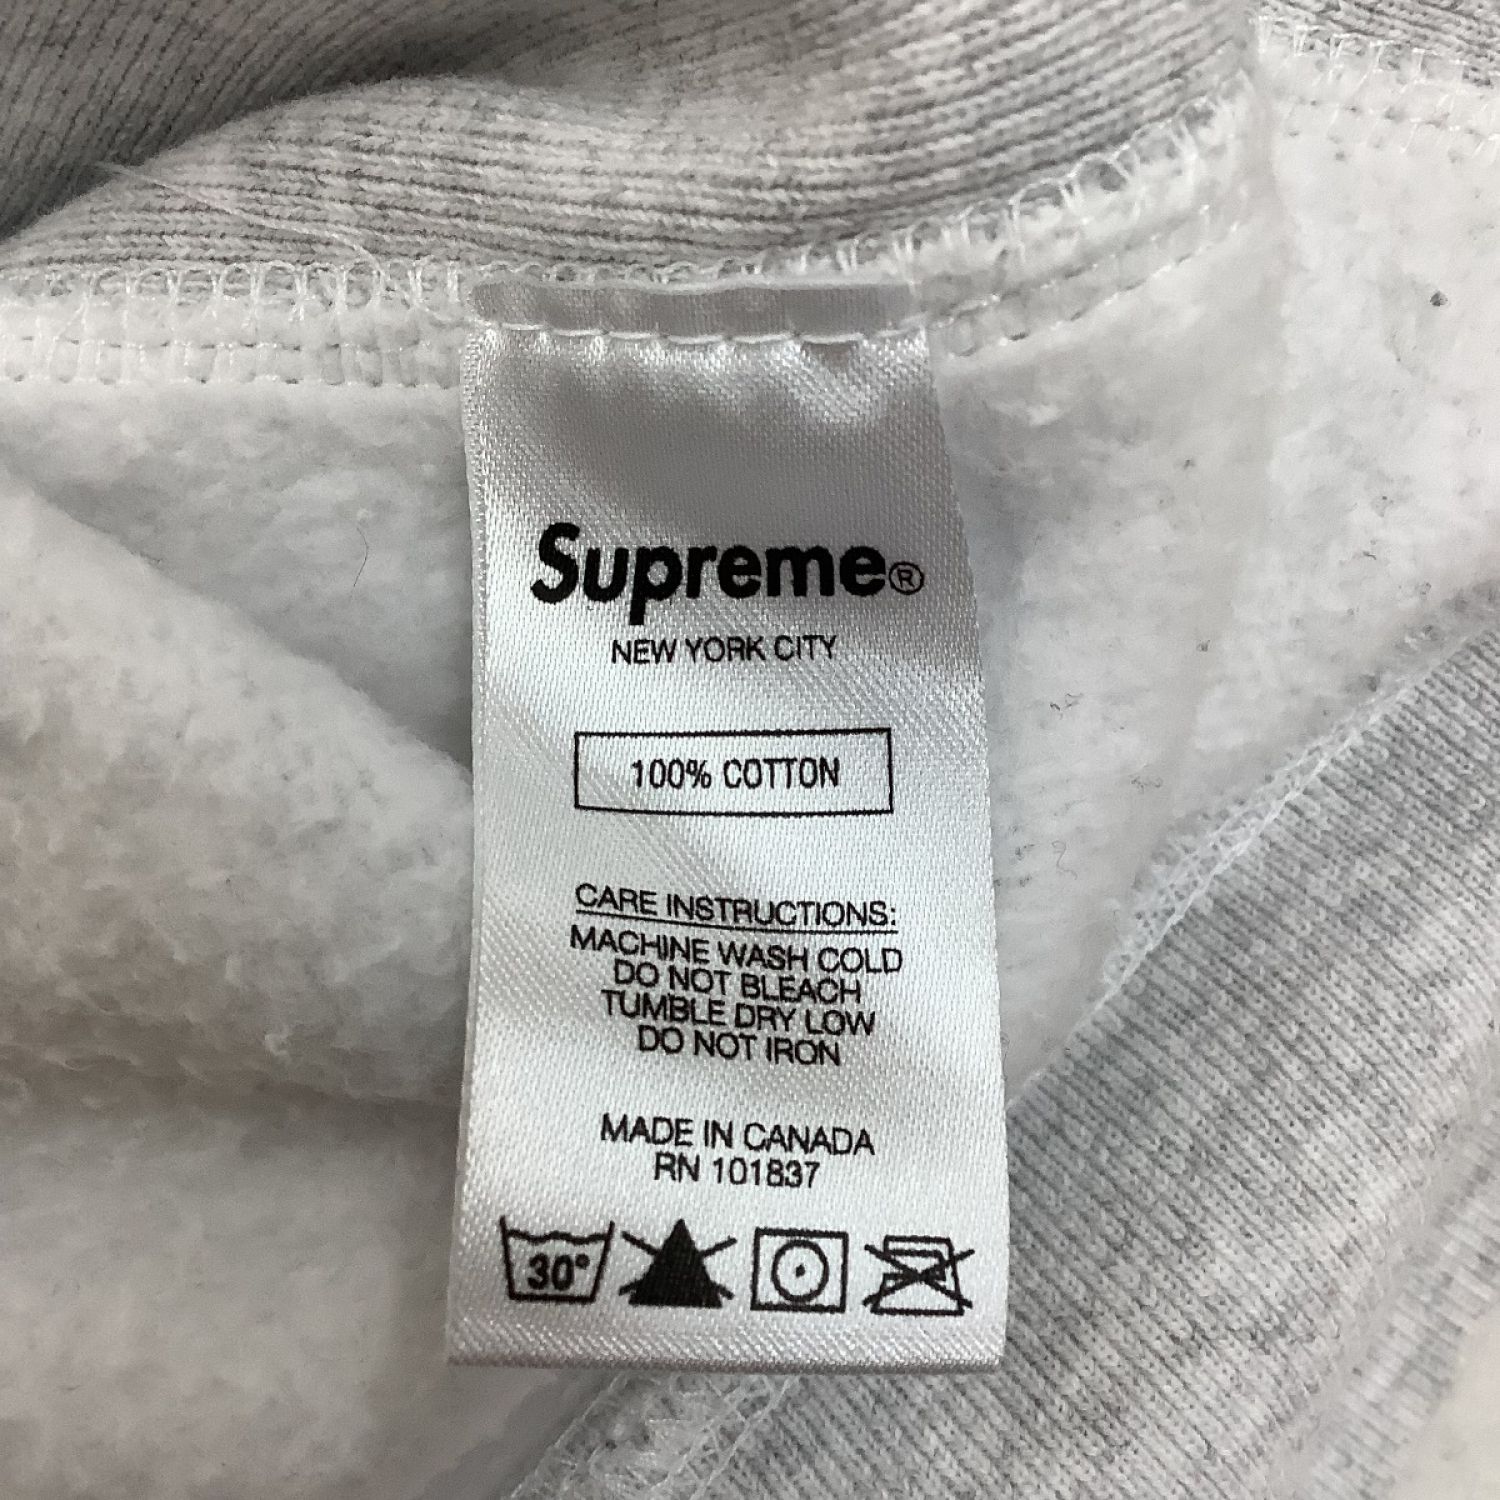 Supreme®
NEW YORK CITY
100% COTTON
CARE INSTRUCTIONS:
MACHINE WASH COLD
DO NOT BLEACH
TUMBLE DRY LOW
DO NOT IRON
MADE IN CANADA
RN 101837
30°